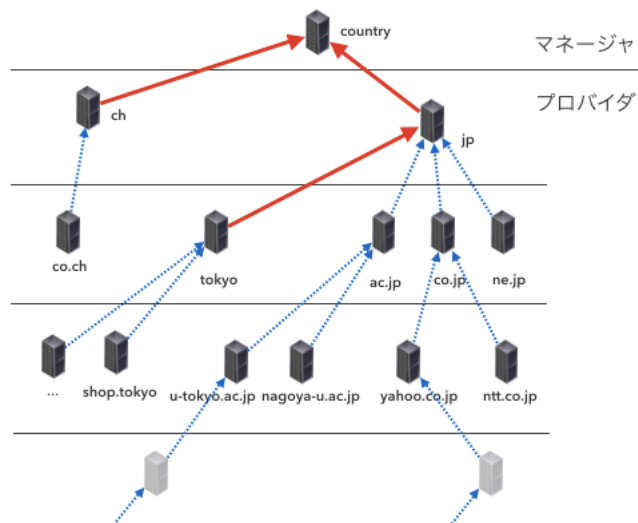 country
マネージャ
プロバイダ
ch
jp
co.ch
tokyo
ac.jp
co.jp
ne.jp
...
shop.tokyo
u-tokyo.ac.jp
nagoya-u.ac.jp
yahoo.co.jp
ntt.co.jp